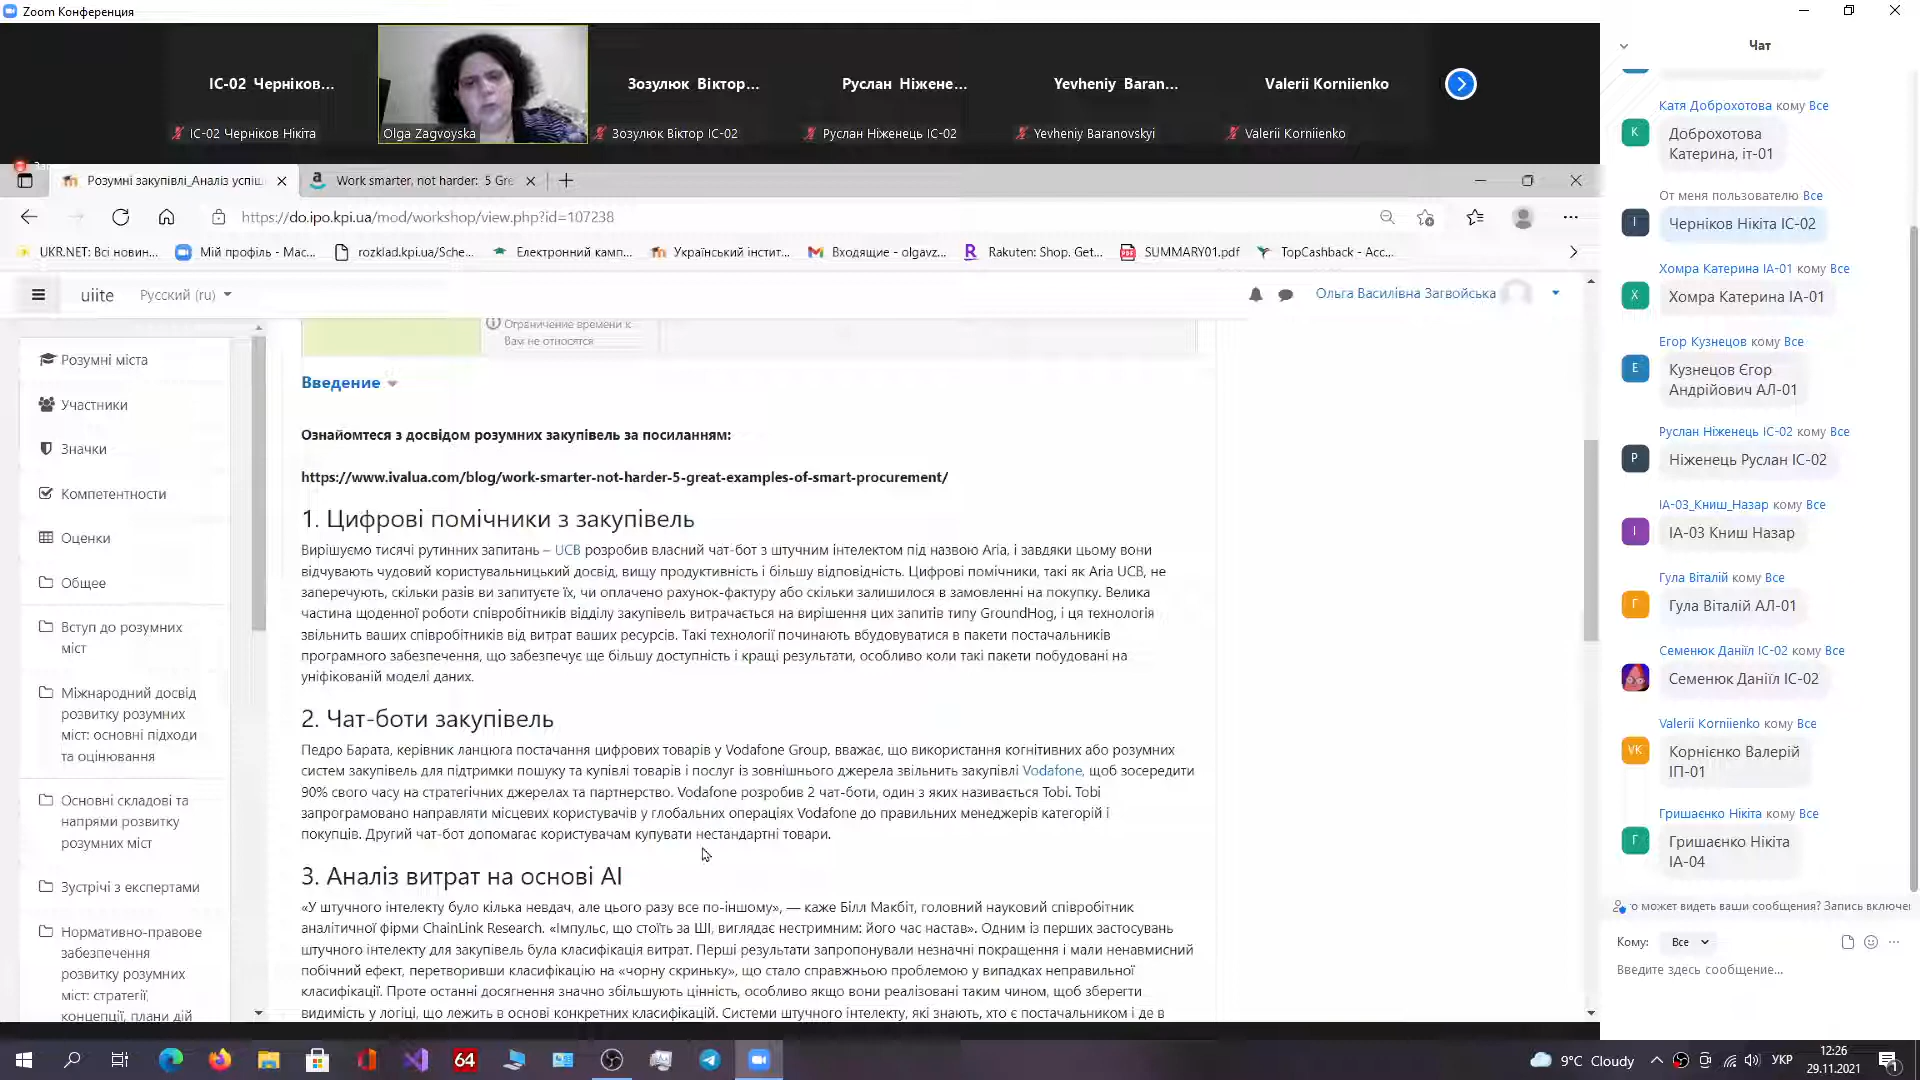 Zoom Конференция
ІС-02 Черніков...
Зозулюк Віктор...
Руслан Ніжене...
Yevheniy Baran...
Valerii Korniienko
ІС-02 Черніков Нікіта
Olga Zagvoyska
Зозулюк Віктор ІС-02
Руслан Ніженець ІС-02
Yevheniy Baranovskyi
Valerii Korniienko
Розумні закупівлі_Аналіз успіш
Work smarter, not harder: 5 Gre
https://do.ipo.kpi.ua/mod/workshop/view.php?id=107238
UKR.NET: Всі новин...
Мій профіль - Mac...
rozklad.kpi.ua/Sche...
Електронний камп...
Український інстит...
Входящие - olgavz...
Rakuten: Shop. Get...
SUMMARY01.pdf
TopCashback - Acc...
uiite
Русский (ru)
Ольга Василівна Загвойська
Розумні міста
Участники
Значки
Компетентности
Оценки
Общее
Вступ до розумних
міст
Міжнародний досвід
розвитку розумних
міст: основні підходи
та оцінювання
Основні складові та
напрями розвитку
розумних міст
Зустрічі з експертами
Нормативно-правове
забезпечення
розвитку розумних
міст: стратегії,
концепції, плани дій
Ограничение времени к
Вам не относятся
Введение
Ознайомтеся з досвідом розумних закупівель за посиланням:
https://www.ivalua.com/blog/work-smarter-not-harder-5-great-examples-of-smart-procurement/
1. Цифрові помічники з закупівель
Вирішуємо тисячі рутинних запитань – UCB розробив власний чат-бот з штучним інтелектом під назвою Aria, і завдяки цьому вони
відчувають чудовий користувальницький досвід, вищу продуктивність і більшу відповідність. Цифрові помічники, такі як Aria UCB, не
заперечують, скільки разів ви запитуєте їх, чи оплачено рахунок-фактуру або скільки залишилося в замовленні на покупку. Велика
частина щоденної роботи співробітників відділу закупівель витрачається на вирішення цих запитів типу GroundHog, і ця технологія
звільнить ваших співробітників від витрат ваших ресурсів. Такі технології починають вбудовуватися в пакети постачальників
програмного забезпечення, що забезпечує ще більшу доступність і кращі результати, особливо коли такі пакети побудовані на
уніфікованій моделі даних.
2. Чат-боти закупівель
Педро Барата, керівник ланцюга постачання цифрових товарів у Vodafone Group, вважає, що використання когнітивних або розумних
систем закупівель для підтримки пошуку та купівлі товарів і послуг із зовнішнього джерела звільнить закупівлі Vodafone, щоб зосередити
90% свого часу на стратегічних джерелах та партнерство. Vodafone розробив 2 чат-боти, один з яких називається Tobi. Tobi
запрограмовано направляти місцевих користувачів у глобальних операціях Vodafone до правильних менеджерів категорій і
покупців. Другий чат-бот допомагає користувачам купувати нестандартні товари.
3. Аналіз витрат на основі AI
«У штучного інтелекту було кілька невдач, але цього разу все по-іншому», — каже Білл Макбіт, головний науковий співробітник
аналітичної фірми ChainLink Research. «Імпульс, що стоїть за ШІ, виглядає нестримним: його час настав». Одним із перших застосувань
штучного інтелекту для закупівель була класифікація витрат. Перші результати запропонували незначні покращення і мали ненавмисний
побічний ефект, перетворивши класифікацію на «чорну скриньку», що стало справжньою проблемою у випадках неправильної
класифікації. Проте останні досягнення значно збільшують цінність, особливо якщо вони реалізовані таким чином, щоб зберегти
видимість у логіці, що лежить в основі конкретних класифікацій. Системи штучного інтелекту, які знають, хто є постачальником і де в
Чат
Катя Доброхотова кому Все
К
Доброхотова
Катерина, іт-01
От меня пользователю Все
І
Черніков Нікіта ІС-02
Хомра Катерина ІА-01 кому Все
Х
Хомра Катерина ІА-01
Егор Кузнецов кому Все
Е
Кузнецов Єгор
Андрійович АЛ-01
Руслан Ніженець ІС-02 кому Все
Р
Ніженець Руслан ІС-02
ІА-03_Книш_Назар кому Все
І
ІА-03 Книш Назар
Гула Віталій кому Все
Г
Гула Віталій АЛ-01
Семенюк Даніїл ІС-02 кому Все
Семенюк Даніїл ІС-02
Valerii Korniienko кому Все
VK
Корнієнко Валерій
ІП-01
Гришаєнко Нікіта кому Все
Г
Гришаєнко Нікіта
ІА-04
о может видеть ваши сообщения? Запись включен
Кому: Все
Введите здесь сообщение...
64
9°C Cloudy
УКР
12:26
29.11.2021
1